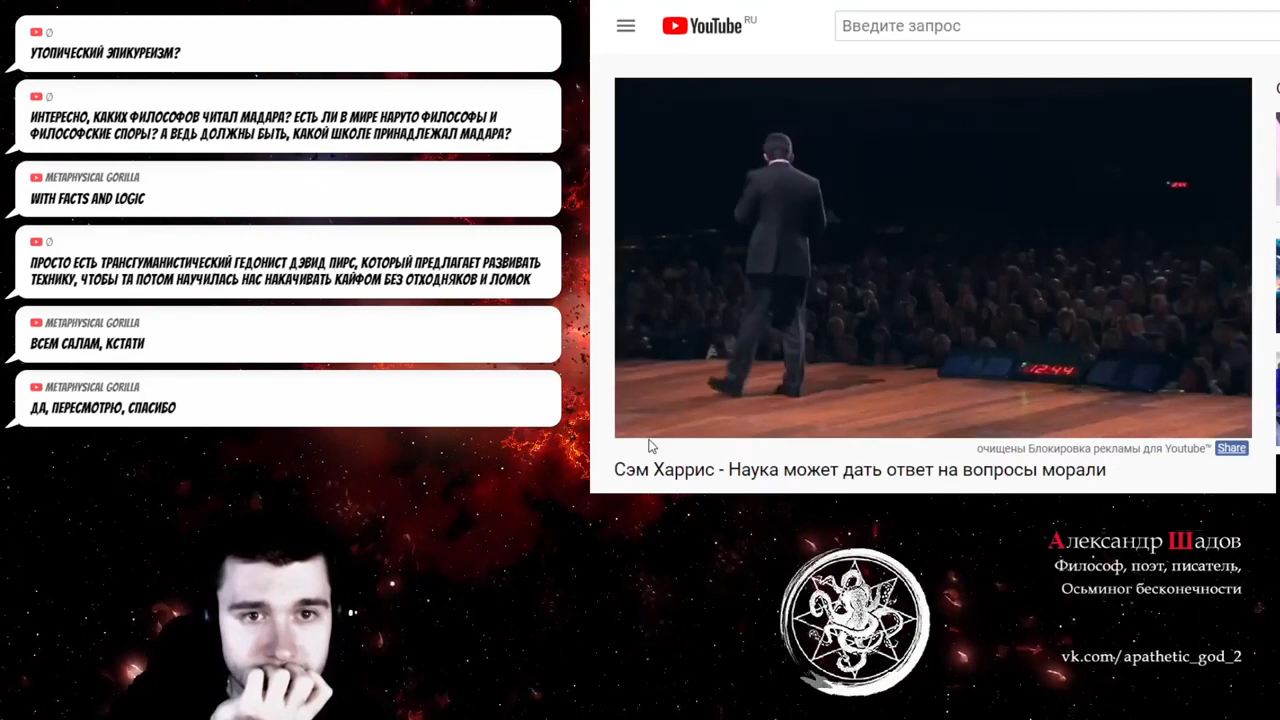 Ø
УТОПИЧЕСКИЙ ЭПИКУРЕИЗМ?
Ø
ИНТЕРЕСНО, КАКИХ ФИЛОСОФОВ ЧИТАЛ МАДАРА? ЕСТЬ ЛИ В МИРЕ НАРУТО ФИЛОСОФЫ И
ФИЛОСОФСКИЕ СПОРЫ? А ВЕДЬ ДОЛЖНЫ БЫТЬ, КАКОЙ ШКОЛЕ ПРИНАДЛЕЖАЛ МАДАРА?
METAPHYSICAL GORILLA
WITH FACTS AND LOGIC
Ø
ПРОСТО ЕСТЬ ТРАНСГУМАНИСТИЧЕСКИЙ ГЕДОНИСТ ДЭВИД ПИРС, КОТОРЫЙ ПРЕДЛАГАЕТ РАЗВИВАТЬ
ТЕХНИКУ, ЧТОБЫ ТА ПОТОМ НАУЧИЛАСЬ НАС НАКАЧИВАТЬ КАЙФОМ БЕЗ ОТХОДНЯКОВ И ЛОМОК
METAPHYSICAL GORILLA
ВСЕМ САЛАМ, КСТАТИ
METAPHYSICAL GORILLA
ДА, ПЕРЕСМОТРЮ, СПАСИБО
YouTube RU
Введите запрос
12:44
очищены Блокировка рекламы для Youtube™ Share
Сэм Харрис - Наука может дать ответ на вопросы морали
Александр Шадов
Философ, поэт, писатель,
Осьминог бесконечности
vk.com/apathetic_god_2